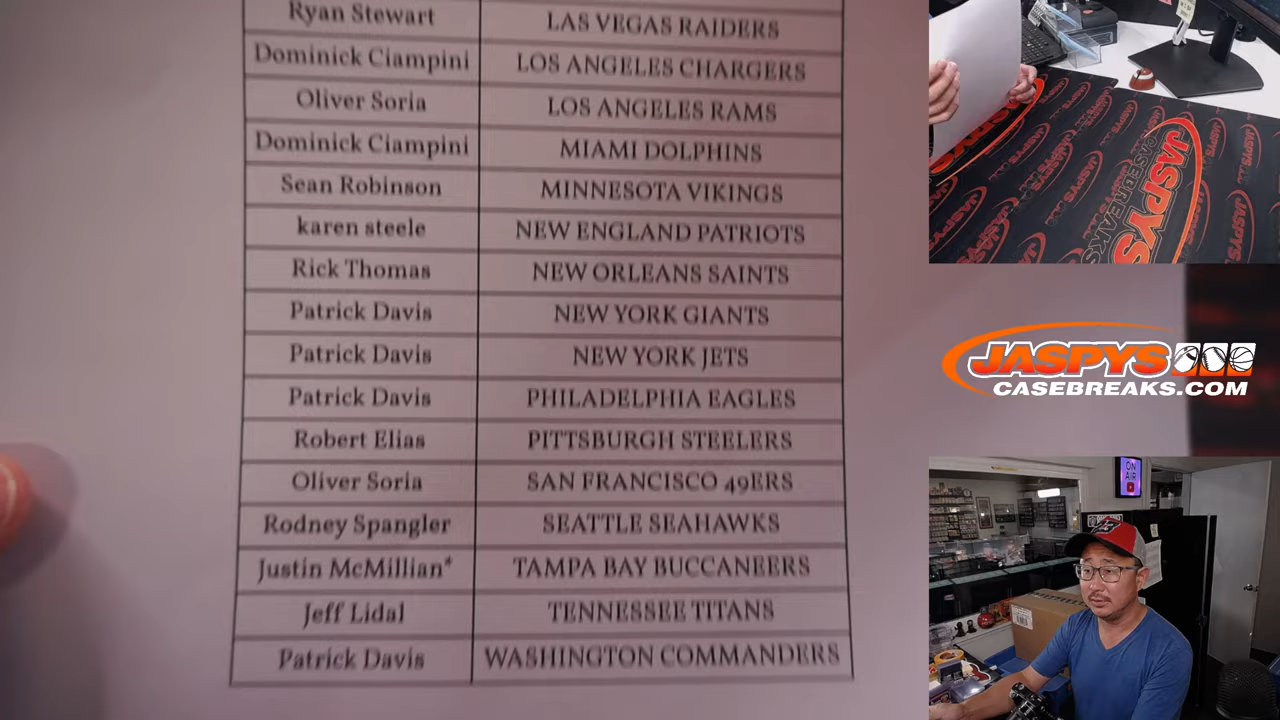 Ryan Stewart LAS VEGAS RAIDERS
Dominick Ciampini LOS ANGELES CHARGERS
Oliver Soria LOS ANGELES RAMS
Dominick Ciampini MIAMI DOLPHINS
Sean Robinson MINNESOTA VIKINGS
karen steele NEW ENGLAND PATRIOTS
Rick Thomas NEW ORLEANS SAINTS
Patrick Davis NEW YORK GIANTS
Patrick Davis NEW YORK JETS
Patrick Davis PHILADELPHIA EAGLES
Robert Elias PITTSBURGH STEELERS
Oliver Soria SAN FRANCISCO 49ERS
Rodney Spangler SEATTLE SEAHAWKS
Justin McMillian* TAMPA BAY BUCCANEERS
Jeff Lidal TENNESSEE TITANS
Patrick Davis WASHINGTON COMMANDERS
JASPYS
CASEBREAKS
JASPYS
CASEBREAKS.COM
ON
AIR